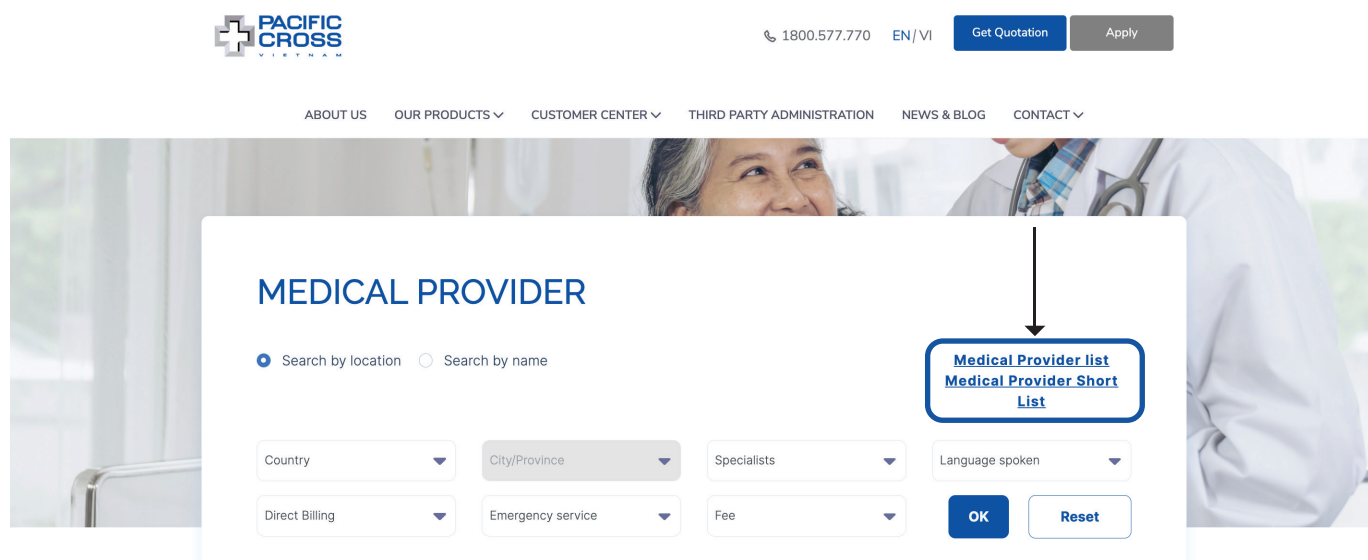 PACIFIC
CROSS
VIETNAM
1800.577.770 EN/VI Get Quotation Apply
ABOUT US OUR PRODUCTS CUSTOMER CENTER THIRD PARTY ADMINISTRATION NEWS & BLOG CONTACT
MEDICAL PROVIDER
Search by location Search by name
Medical Provider list
Medical Provider Short
List
Country City/Province Specialists Language spoken
Direct Billing Emergency service Fee OK Reset